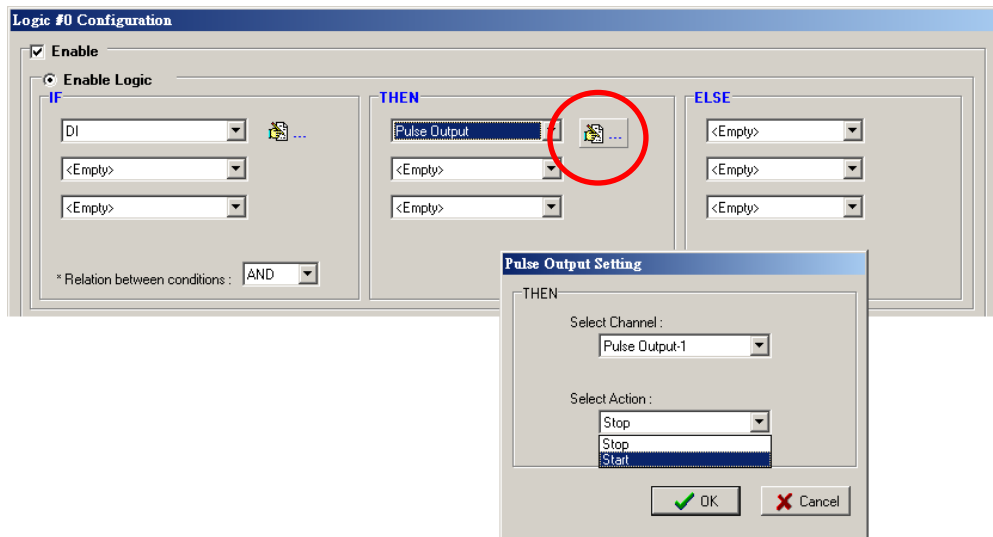 Logic #0 Configuration
Enable
Enable Logic
IF
THEN
ELSE
DI
...
Pulse Output
...
<Empty>
<Empty>
<Empty>
<Empty>
<Empty>
<Empty>
<Empty>
* Relation between conditions :
AND
Pulse Output Setting
THEN
Select Channel :
Pulse Output-1
Select Action :
Stop
Stop
Start
OK
Cancel